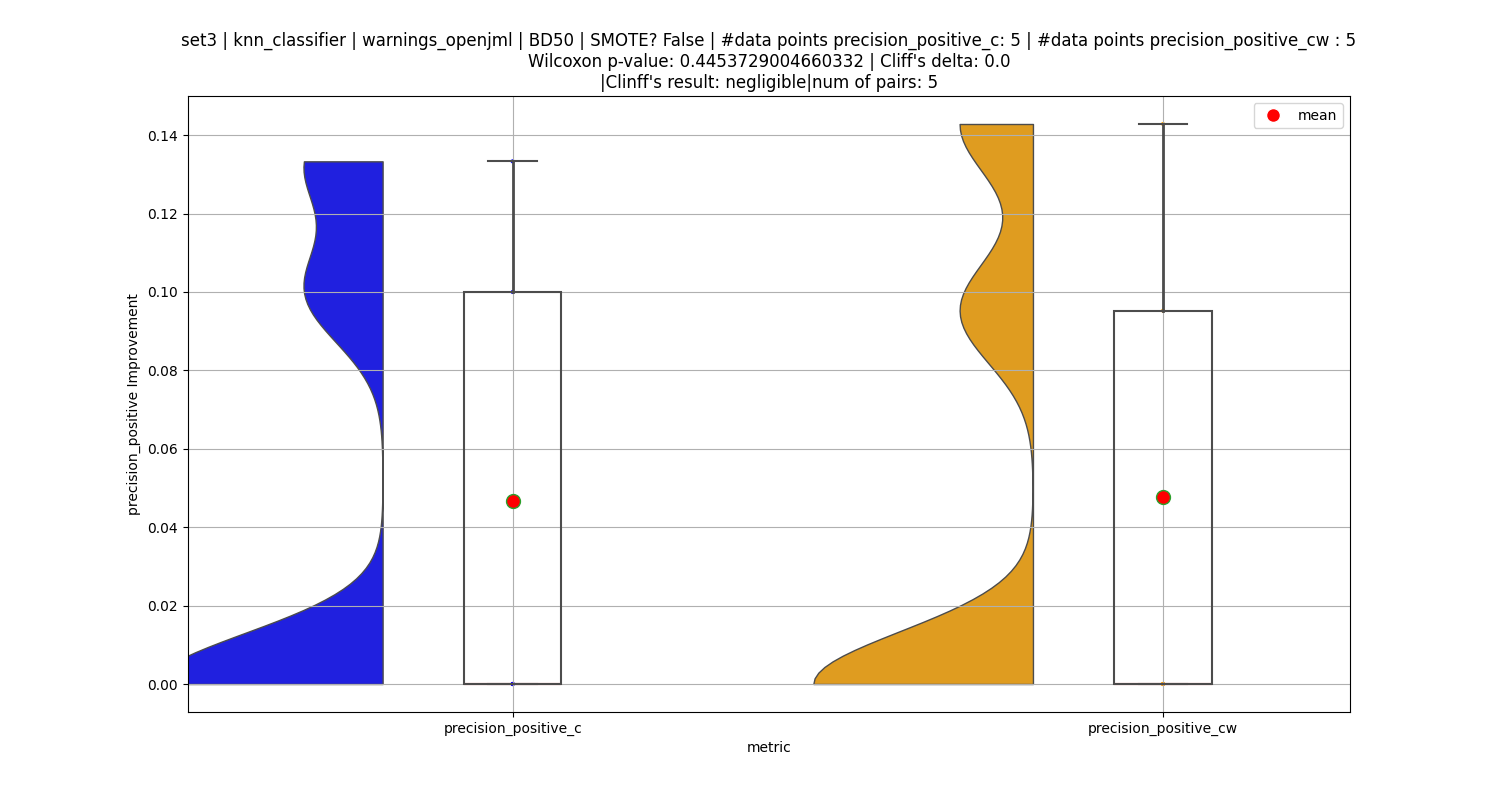 set3 | knn_classifier | warnings_openjml | BD50 | SMOTE? False | #data points precision_positive_c: 5 | #data points precision_positive_cw : 5
Wilcoxon p-value: 0.4453729004660332 | Cliff's delta: 0.0
|Clinff's result: negligible|num of pairs: 5
mean
0.14
0.12
0.10
0.08
0.06
0.04
0.02
0.00
precision_positive Improvement
precision_positive_c
precision_positive_cw
metric